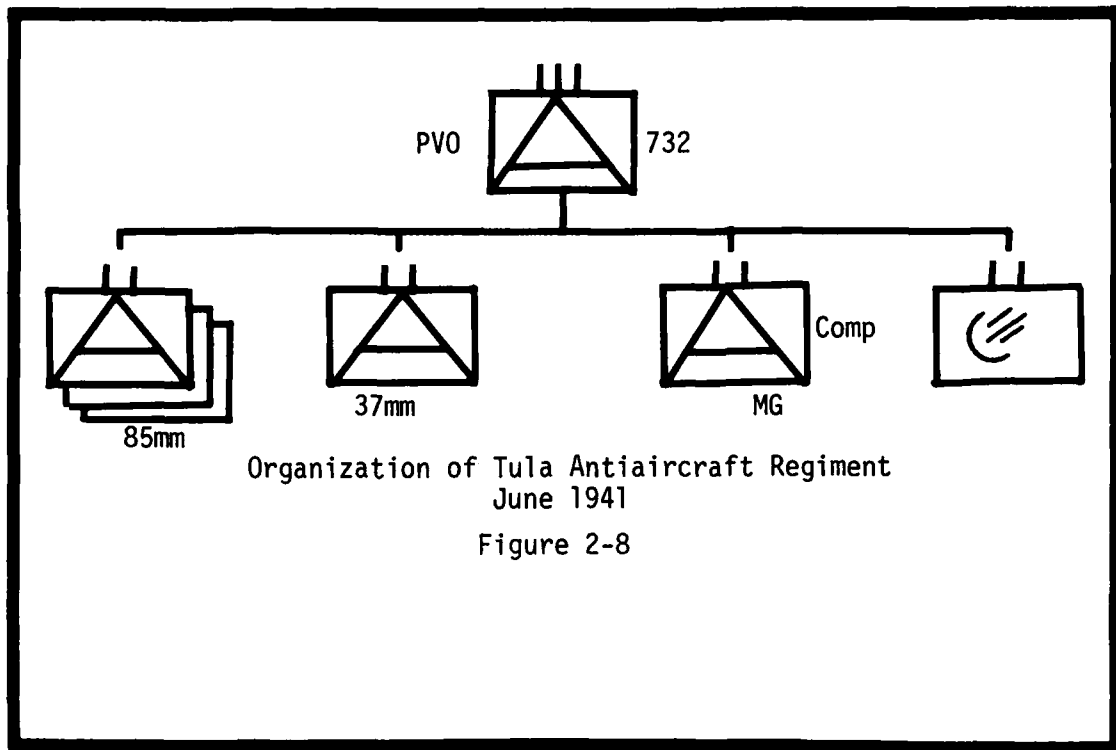 PVO
732
85mm
37mm
Comp
MG
Organization of Tula Antiaircraft Regiment
June 1941
Figure 2-8